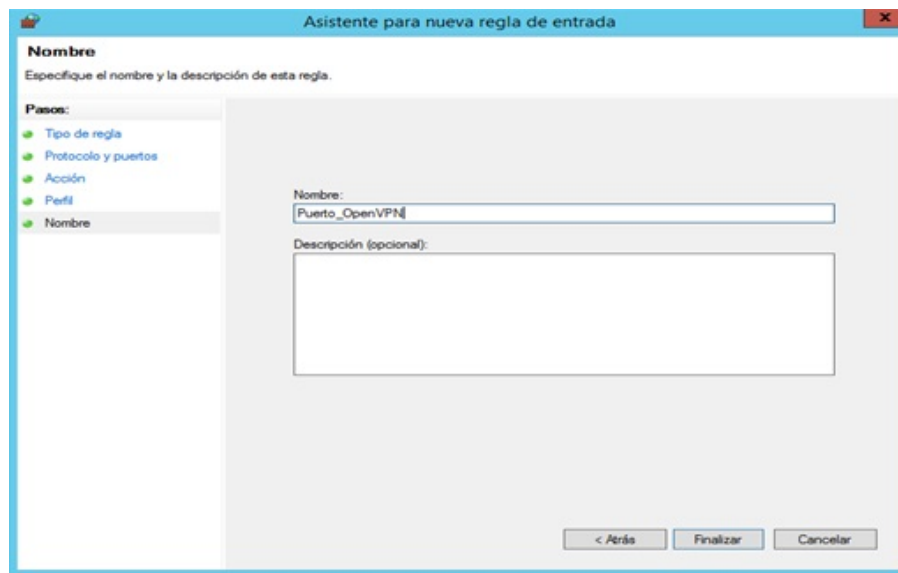 Asistente para nueva regla de entrada
Nombre
Especifique el nombre y la descripción de esta regla.
Pasos:
Tipo de regla
Protocolo y puertos
Acción
Perfil
Nombre
Nombre:
Puerto_OpenVPN
Descripción (opcional):
< Atrás Finalizar Cancelar